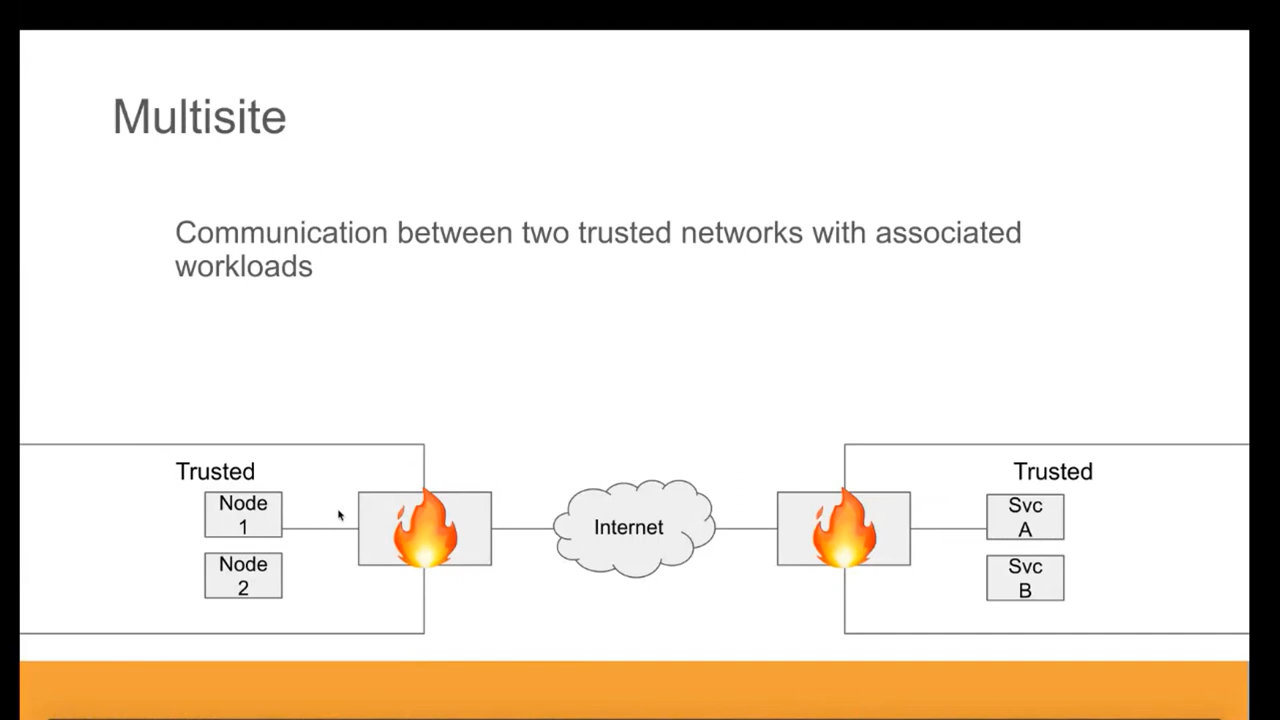 Multisite
Communication between two trusted networks with associated
workloads
Trusted
Node
1
Node
2
Internet
Trusted
Svc
A
Svc
B